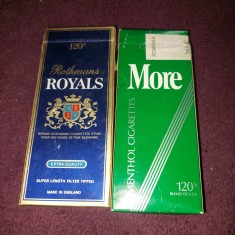 120's
Rothmans
ROYALS
EXTRA QUALITY
SUPER LENGTH FILTER TIPPED
MADE IN ENGLAND
More
MENTHOL CIGARETTES
120's